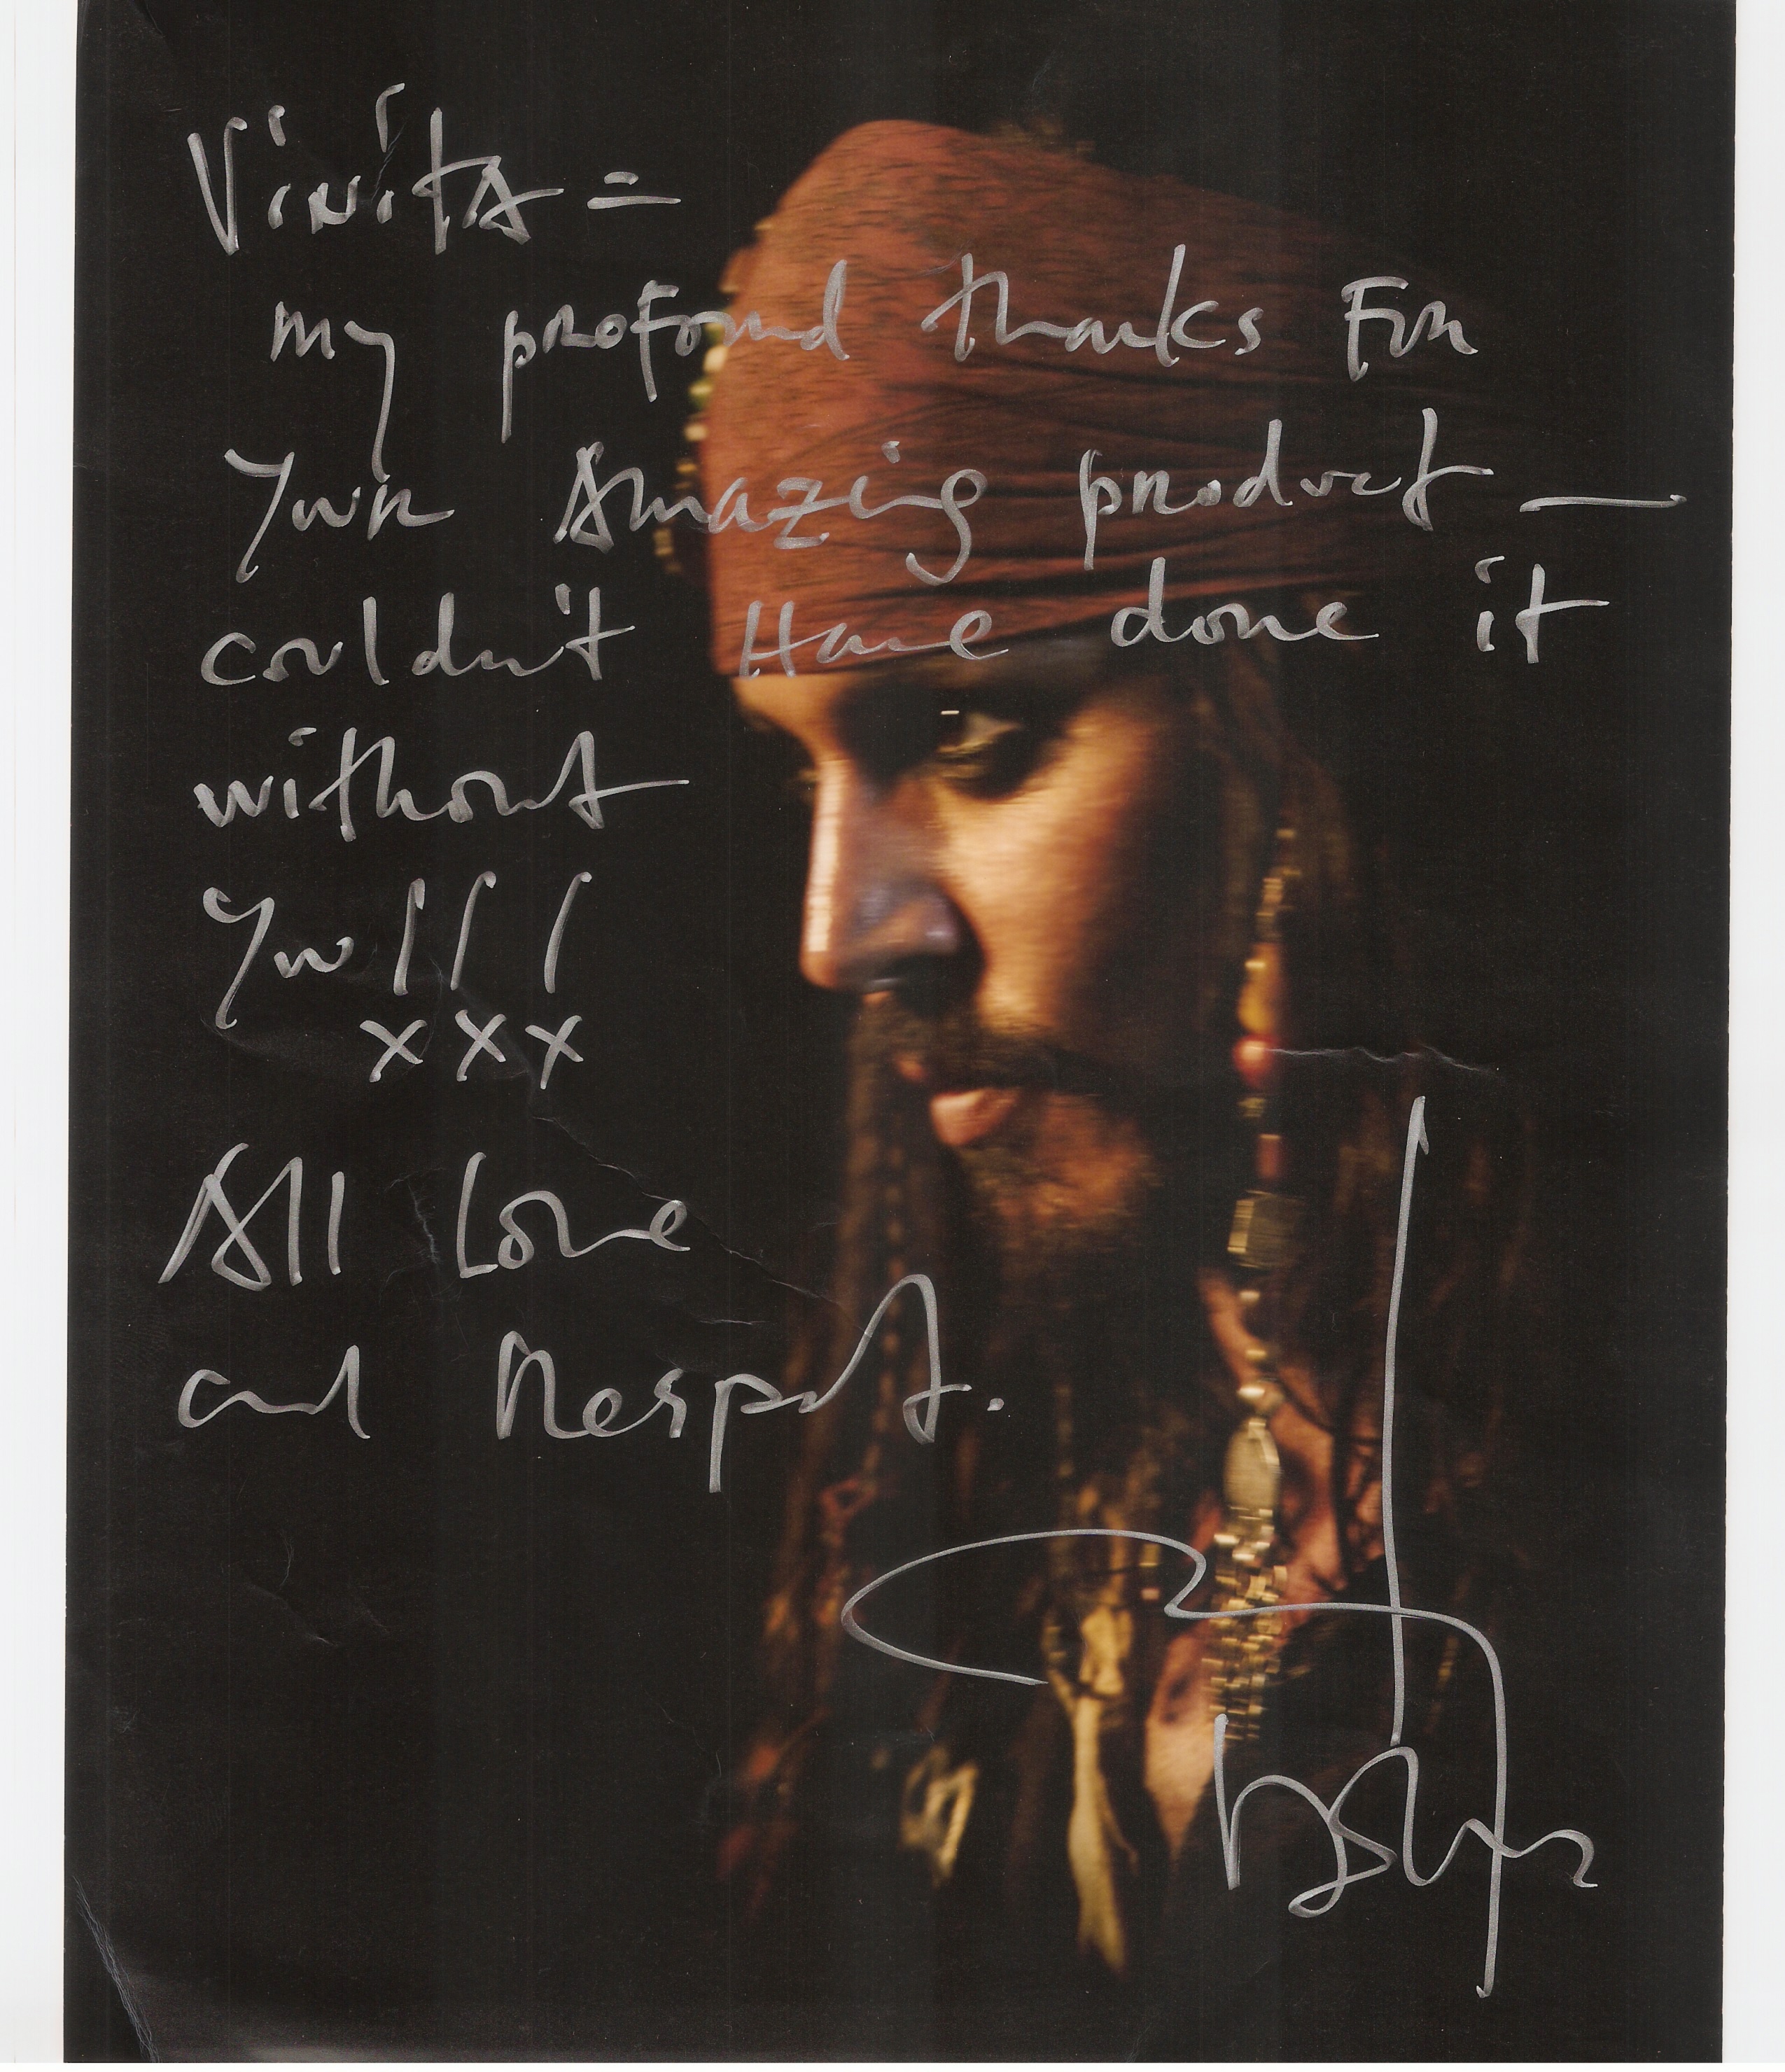 Vinita =
my profound thanks For
Your Amazing product —
couldn't Have done it
without
You!!!
xxx
All Love
and Respect.